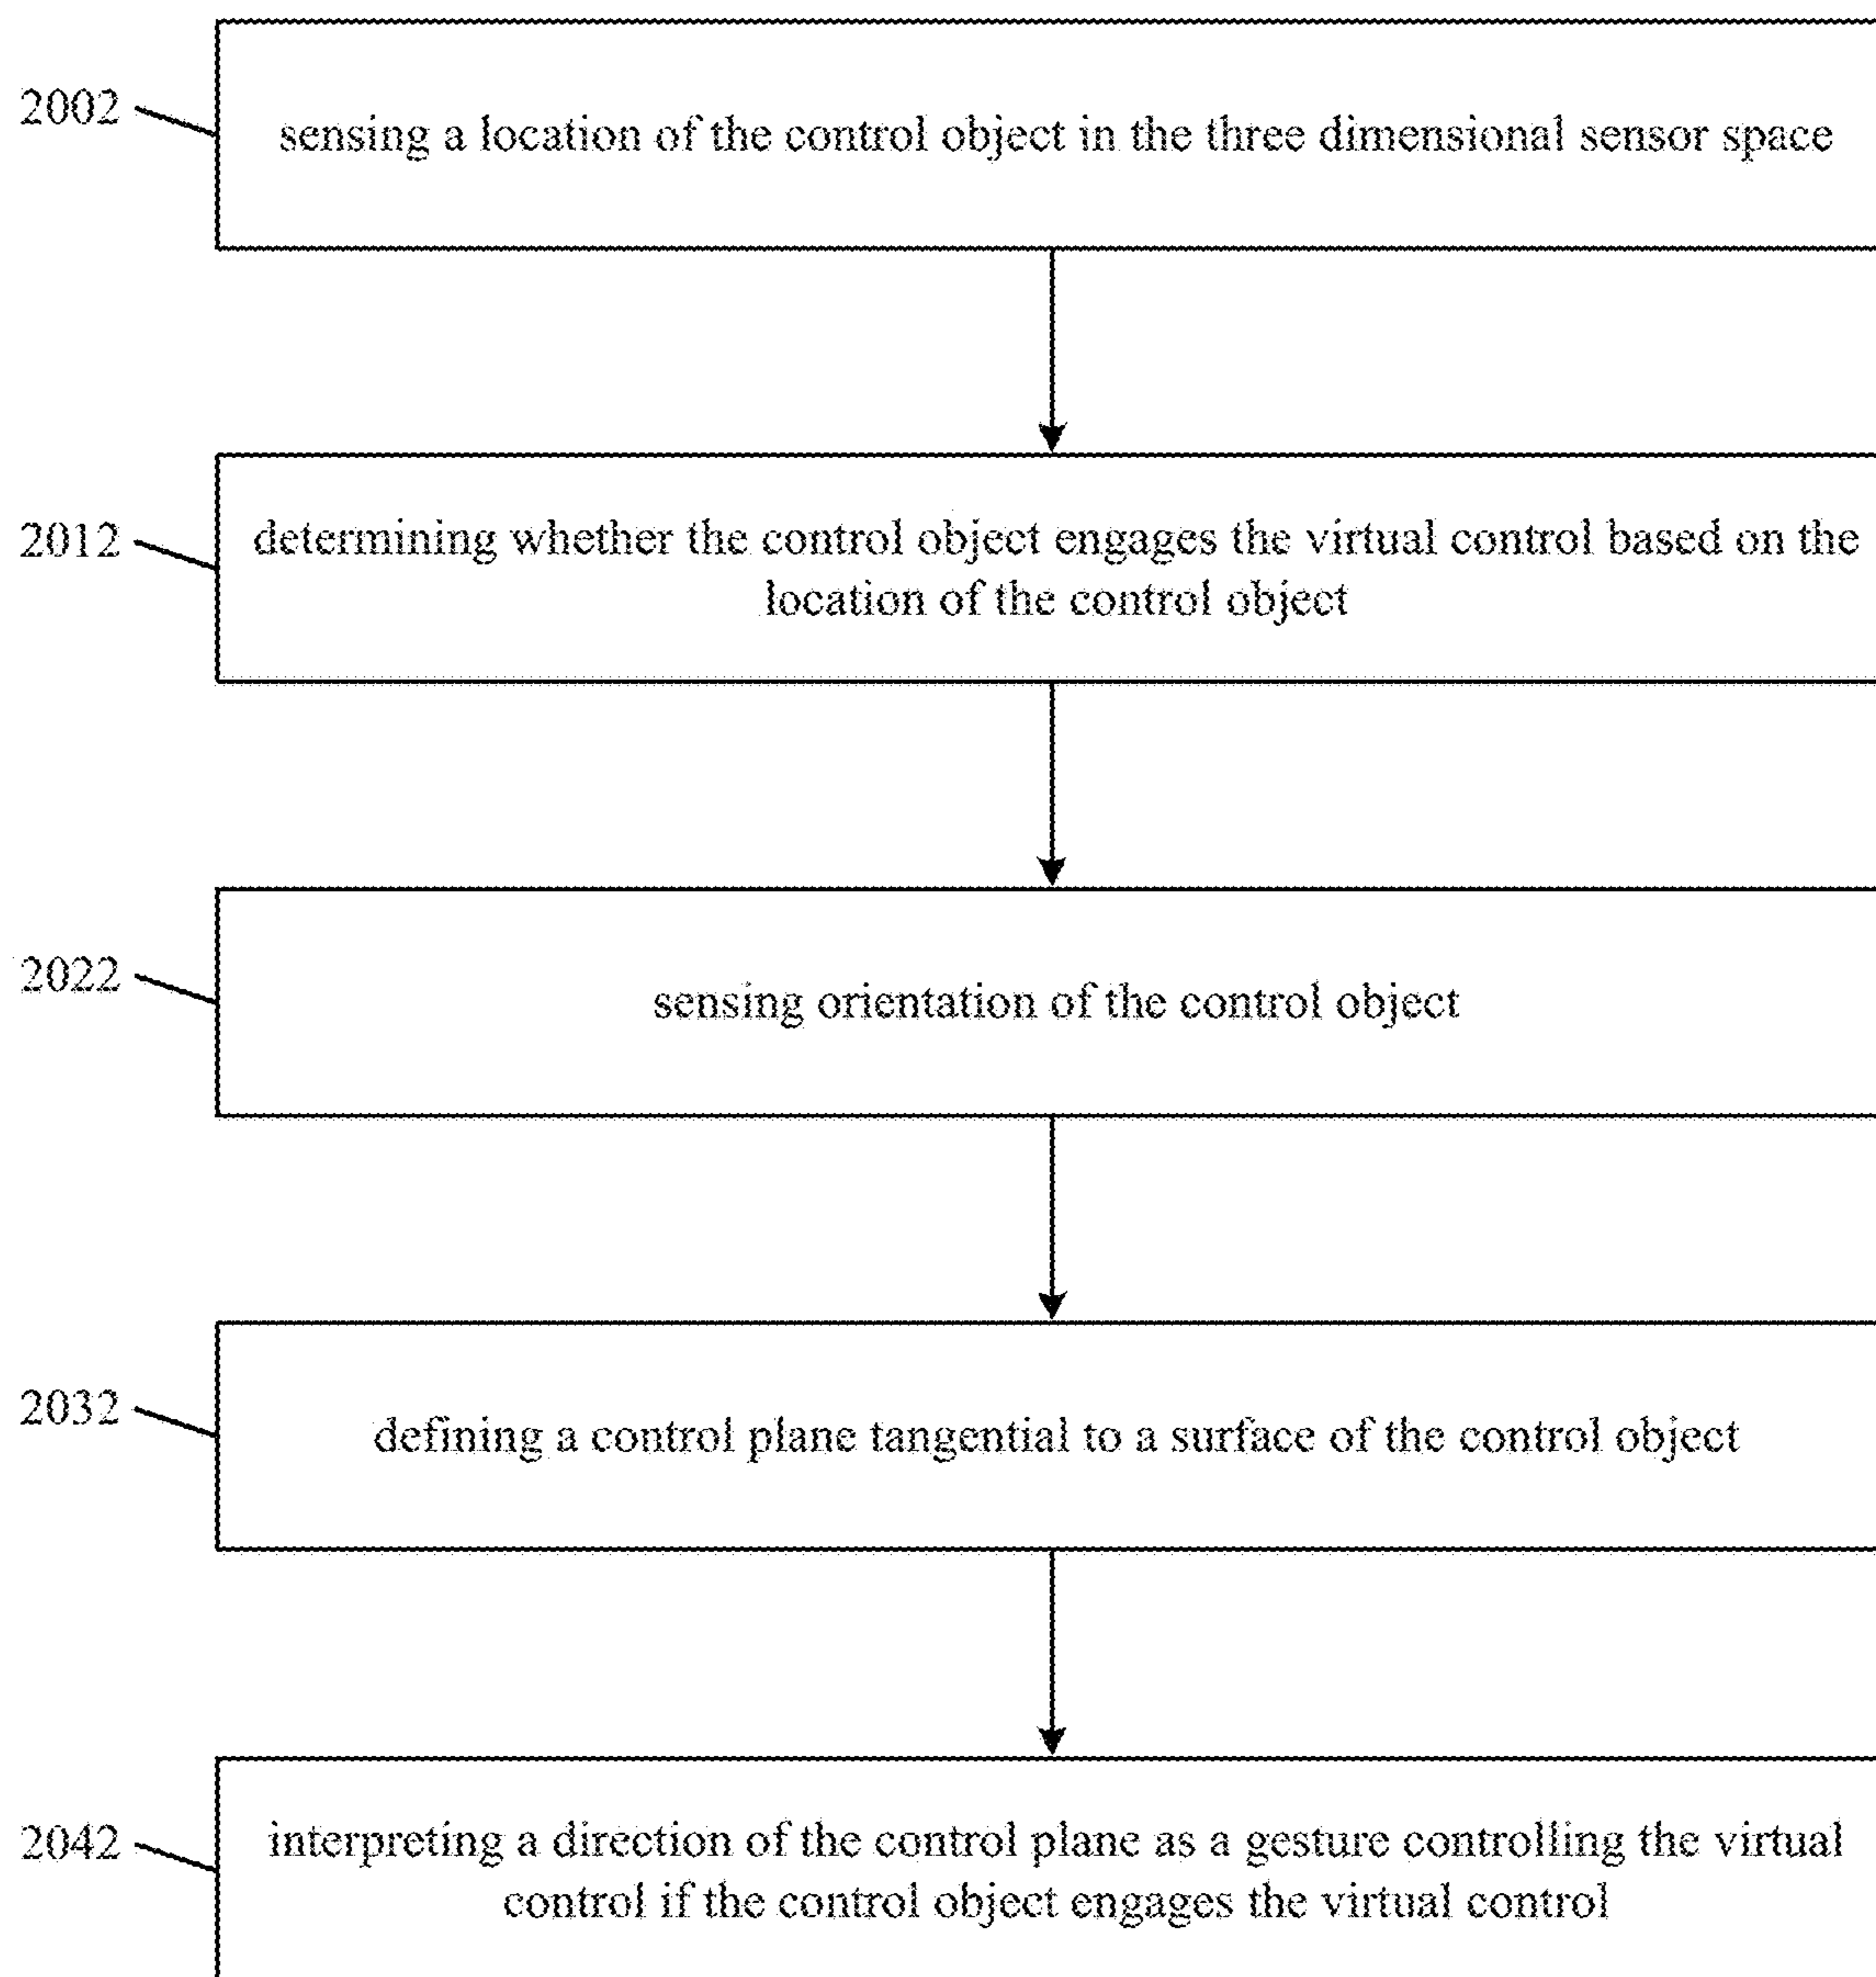 2002
sensing a location of the control object in the three dimensional sensor space
2012
determining whether the control object engages the virtual control based on the
location of the control object
2022
sensing orientation of the control object
2032
defining a control plane tangential to a surface of the control object
2042
interpreting a direction of the control plane as a gesture controlling the virtual
control if the control object engages the virtual control